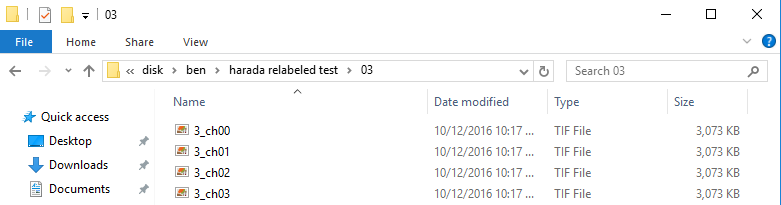 03
File Home Share View
« disk › ben › harada relabeled test › 03 Search 03
Name Date modified Type Size
Quick access
Desktop
Downloads
Documents
3_ch00 10/12/2016 10:17 ... TIF File 3,073 KB
3_ch01 10/12/2016 10:17 ... TIF File 3,073 KB
3_ch02 10/12/2016 10:17 ... TIF File 3,073 KB
3_ch03 10/12/2016 10:17 ... TIF File 3,073 KB